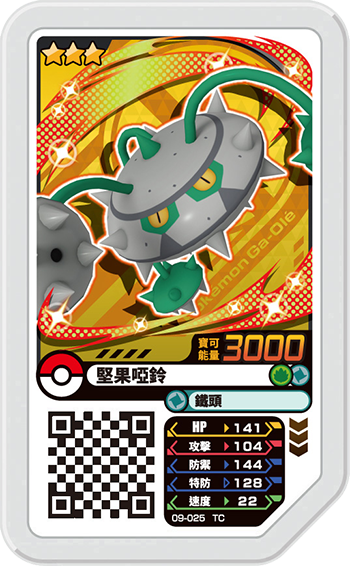 Pokémon Ga-Olé
寶可
能量 3000
堅果啞鈴
鐵頭
HP 141
攻擊 104
防禦 144
特防 128
速度 22
09-025 TC